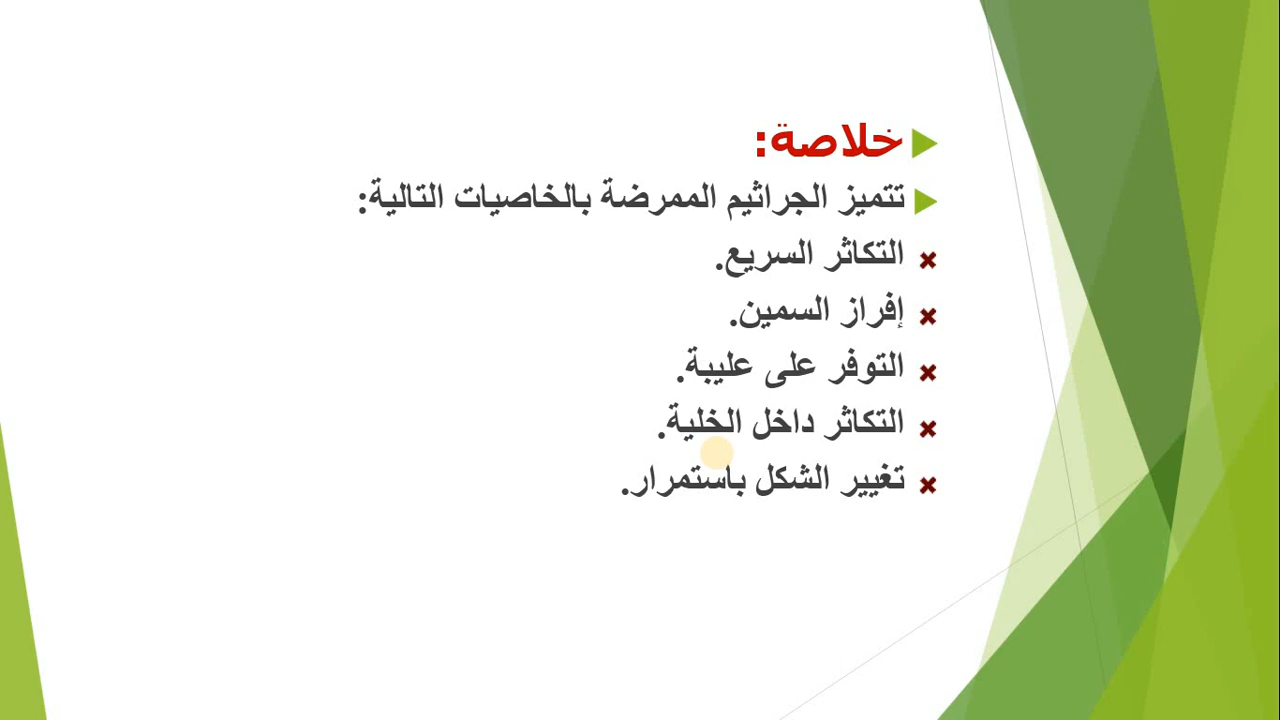 خلاصة:
تتميز الجراثيم الممرضة بالخاصيات التالية:
التكاثر السريع.
إفراز السمين.
التوفر على عليبة.
التكاثر داخل الخلية.
تغيير الشكل باستمرار.